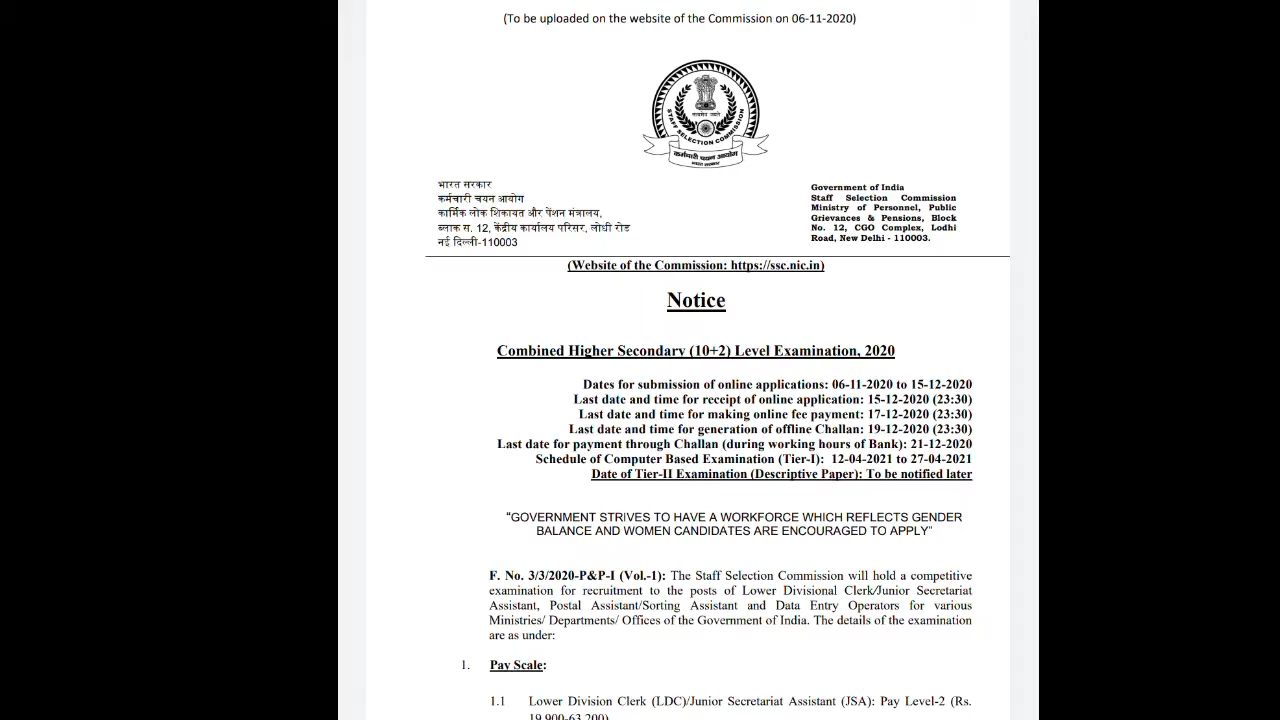 (To be uploaded on the website of the Commission on 06-11-2020)
सत्यमेव जयते
STAFF SELECTION COMMISSION
कर्मचारी चयन आयोग
भारत सरकार
भारत सरकार
कर्मचारी चयन आयोग
कार्मिक लोक शिकायत और पेंशन मंत्रालय,
ब्लाक स. 12, केंद्रीय कार्यालय परिसर, लोधी रोड
नई दिल्ली-110003
Government of India
Staff Selection Commission
Ministry of Personnel, Public
Grievances & Pensions, Block
No. 12, CGO Complex, Lodhi
Road, New Delhi - 110003.
(Website of the Commission: https://ssc.nic.in)
Notice
Combined Higher Secondary (10+2) Level Examination, 2020
Dates for submission of online applications: 06-11-2020 to 15-12-2020
Last date and time for receipt of online application: 15-12-2020 (23:30)
Last date and time for making online fee payment: 17-12-2020 (23:30)
Last date and time for generation of offline Challan: 19-12-2020 (23:30)
Last date for payment through Challan (during working hours of Bank): 21-12-2020
Schedule of Computer Based Examination (Tier-I): 12-04-2021 to 27-04-2021
Date of Tier-II Examination (Descriptive Paper): To be notified later
“GOVERNMENT STRIVES TO HAVE A WORKFORCE WHICH REFLECTS GENDER
BALANCE AND WOMEN CANDIDATES ARE ENCOURAGED TO APPLY”
F. No. 3/3/2020-P&P-I (Vol.-1): The Staff Selection Commission will hold a competitive
examination for recruitment to the posts of Lower Divisional Clerk/Junior Secretariat
Assistant, Postal Assistant/Sorting Assistant and Data Entry Operators for various
Ministries/ Departments/ Offices of the Government of India. The details of the examination
are as under:
1. Pay Scale:
1.1 Lower Division Clerk (LDC)/Junior Secretariat Assistant (JSA): Pay Level-2 (Rs.
19,900-63,200)